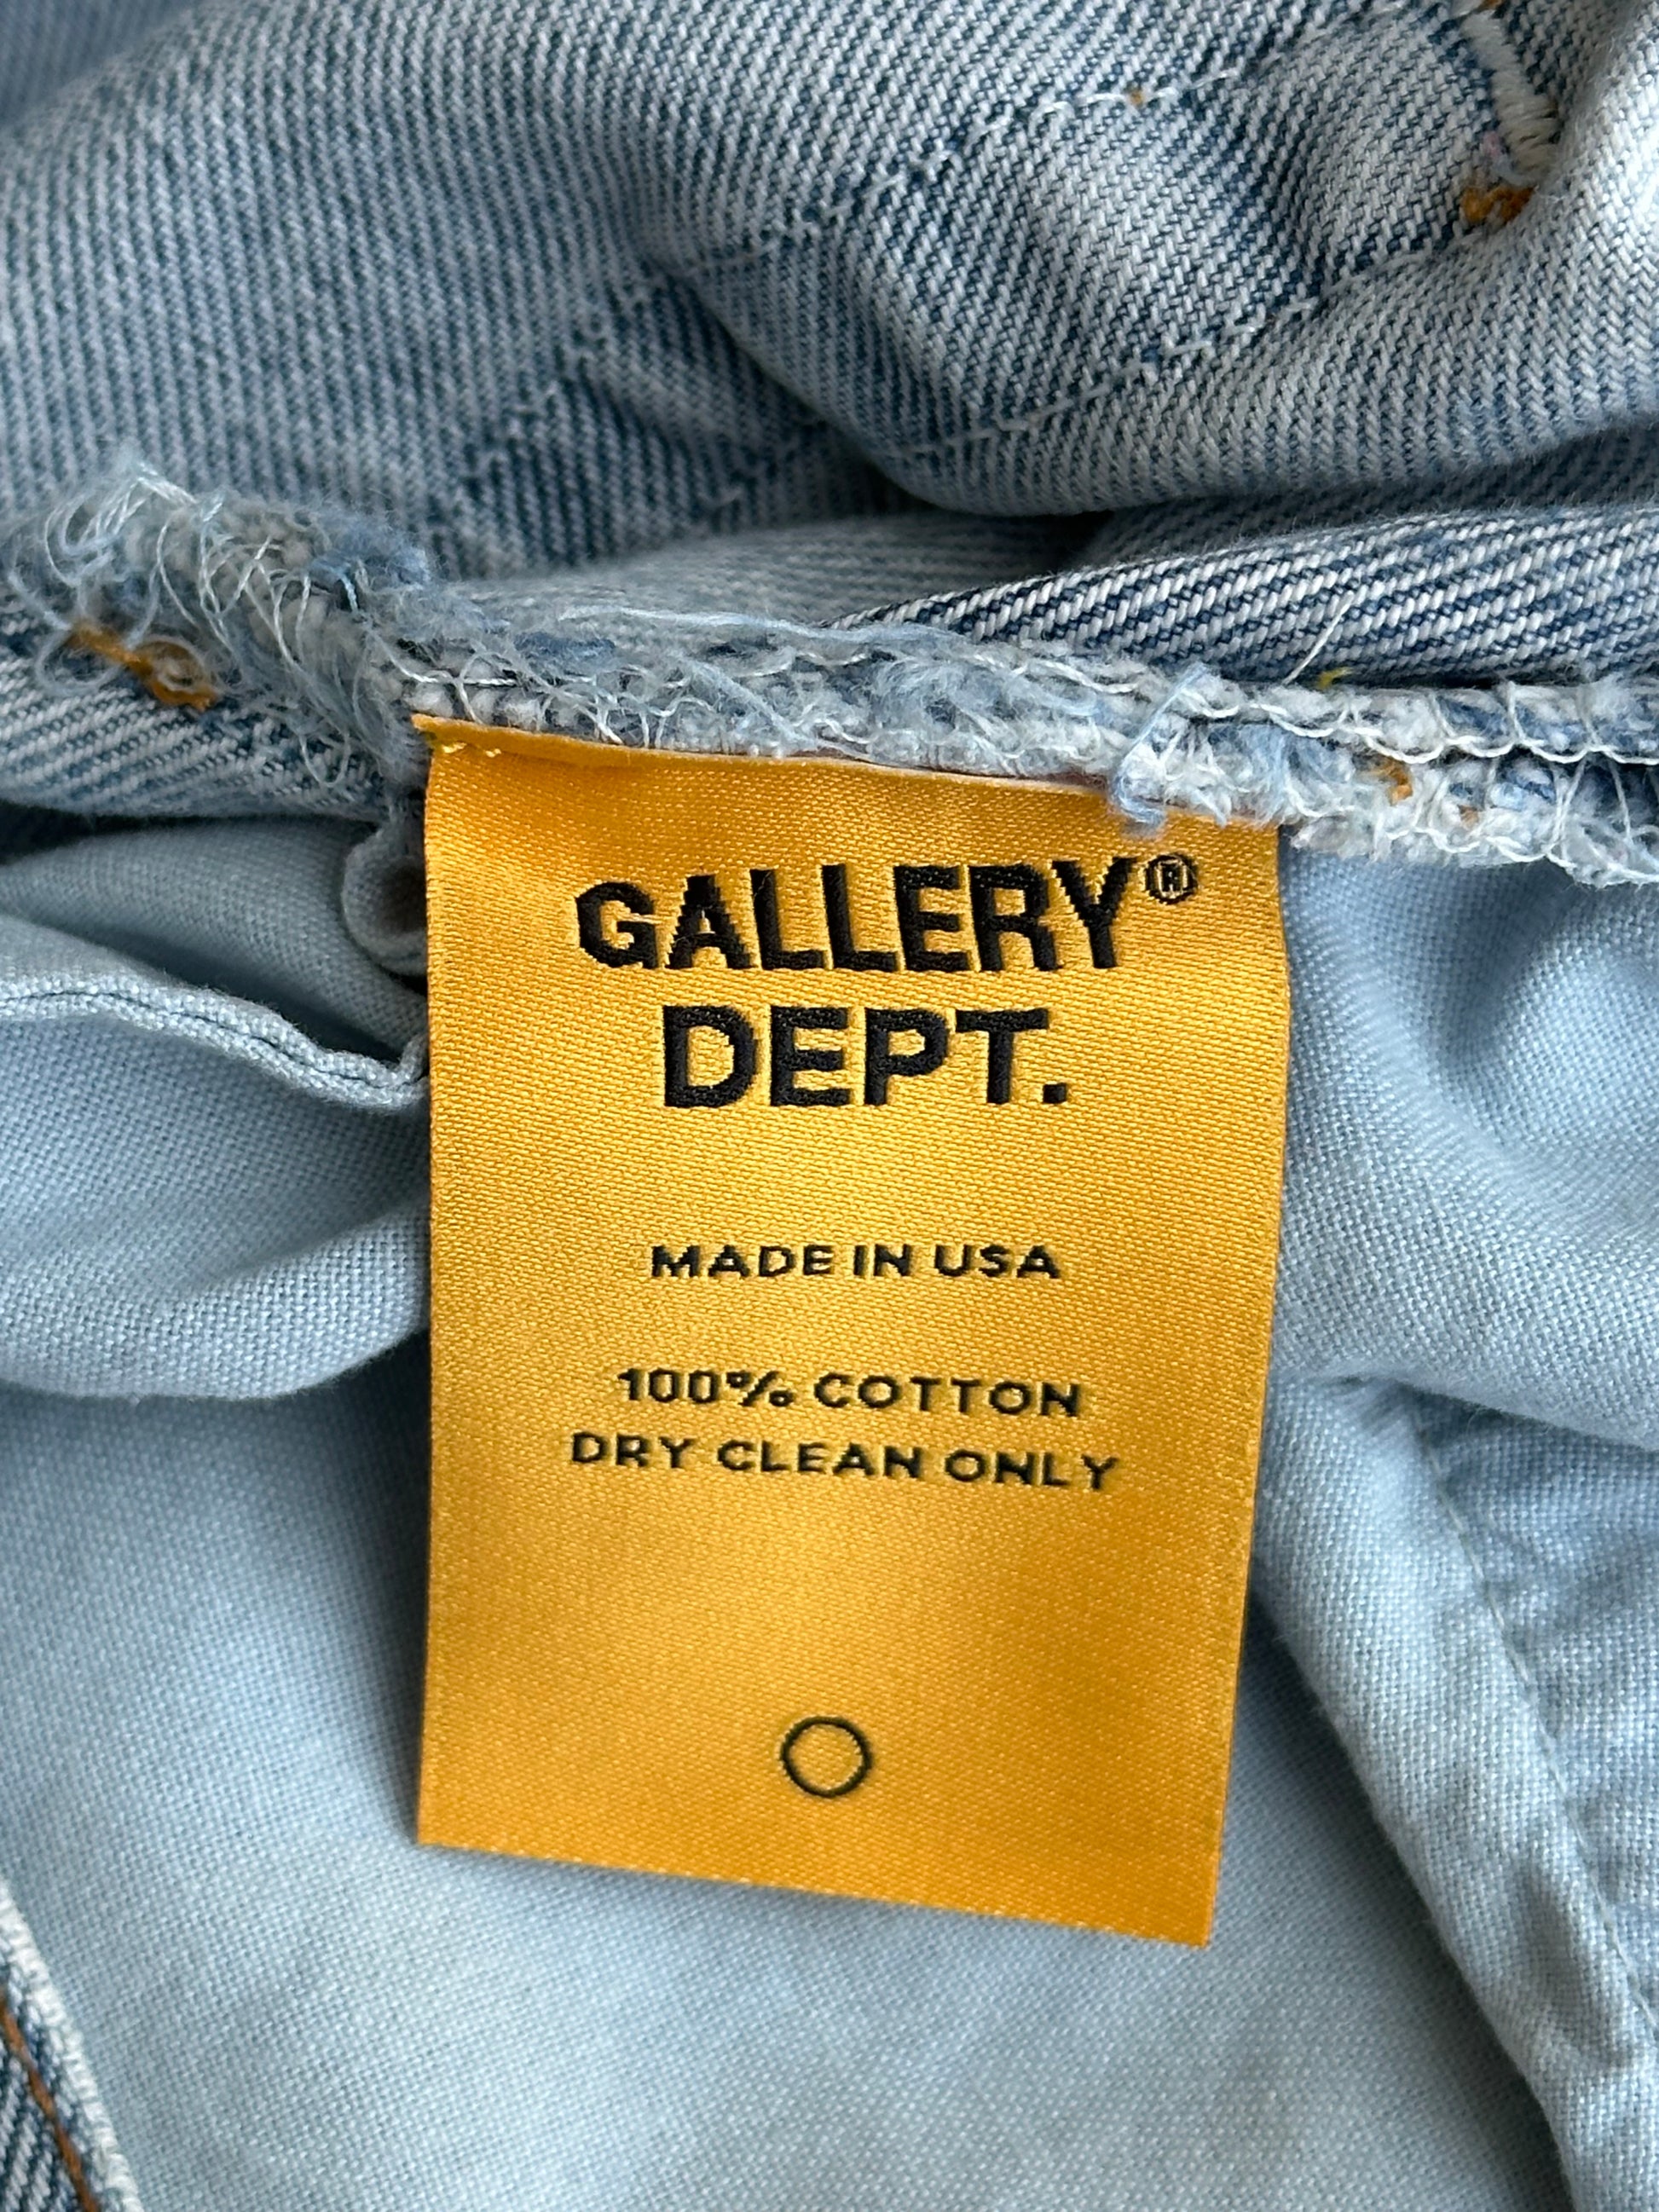 GALLERY®
DEPT.
MADE IN USA
100% COTTON
DRY CLEAN ONLY